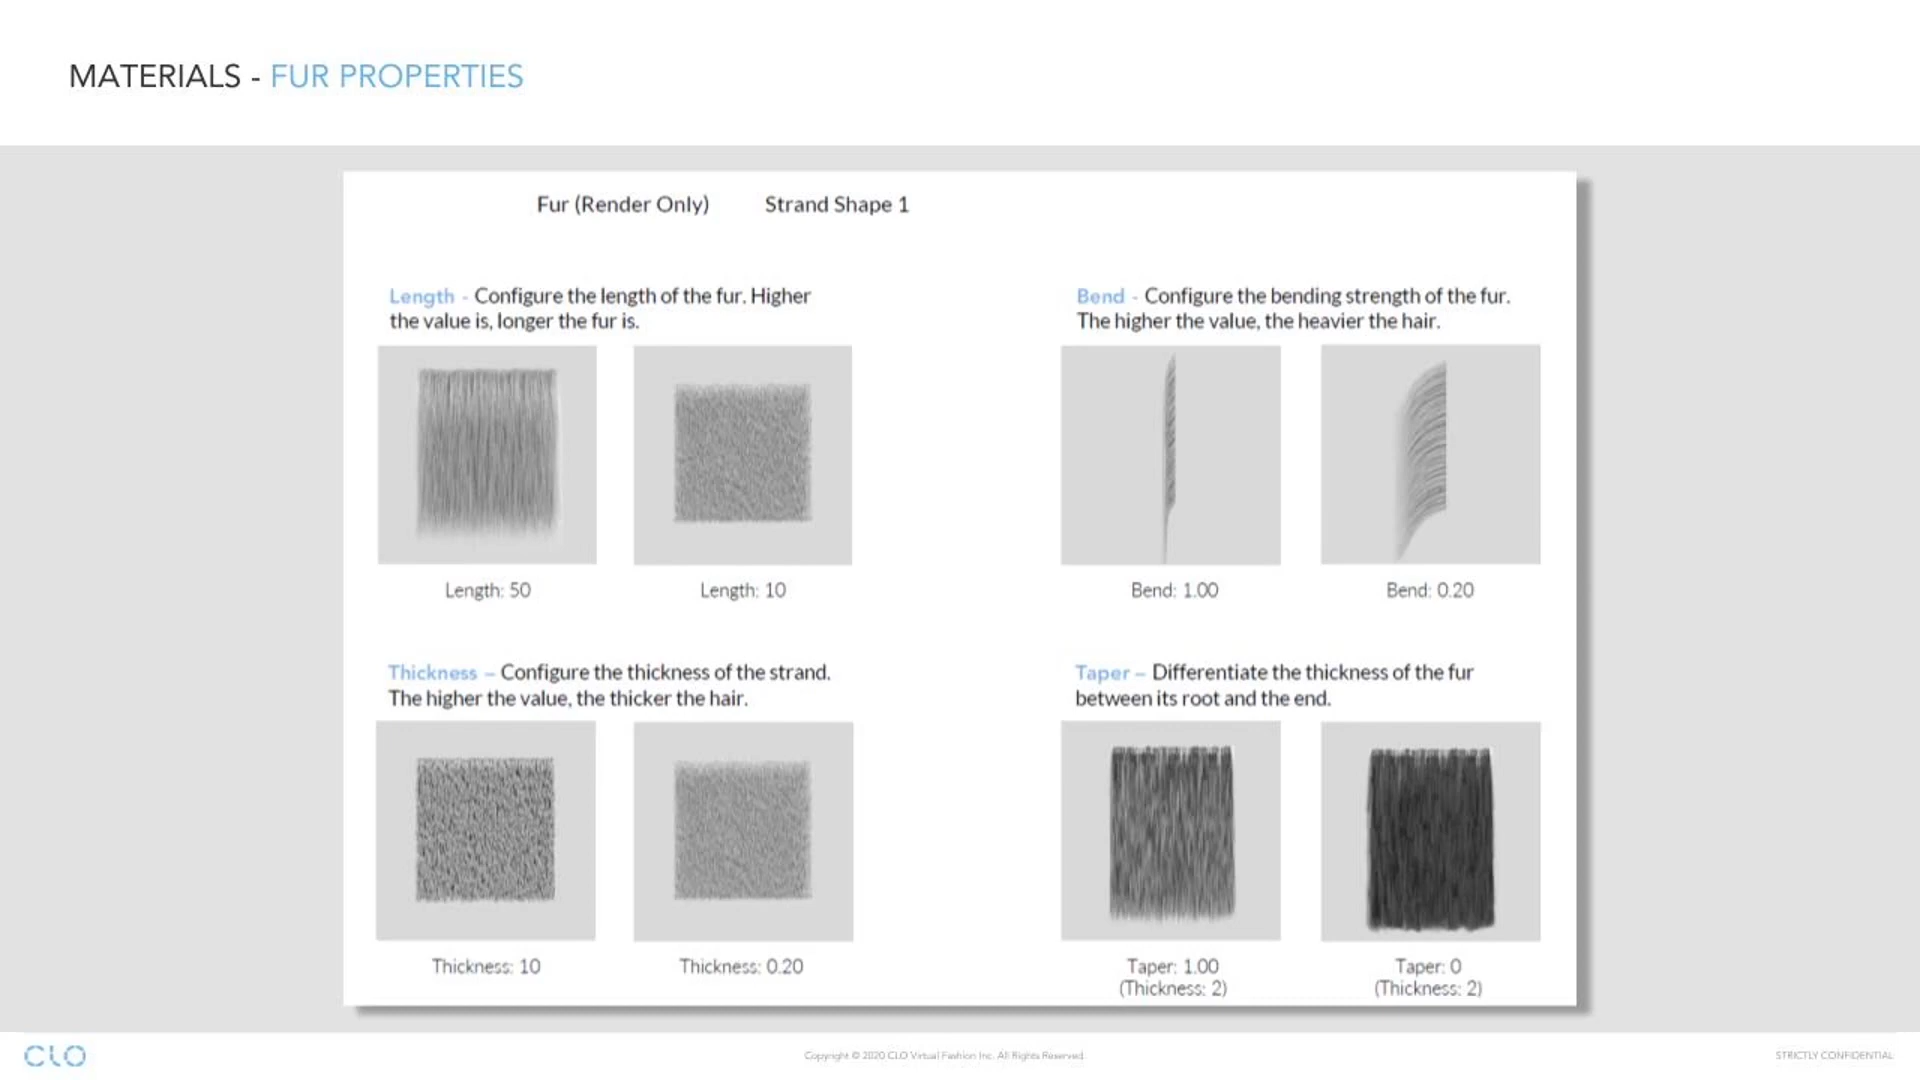 MATERIALS - FUR PROPERTIES
Fur (Render Only) Strand Shape 1
Length - Configure the length of the fur. Higher
the value is, longer the fur is.
Length: 50
Length: 10
Bend - Configure the bending strength of the fur.
The higher the value, the heavier the hair.
Bend: 1.00
Bend: 0.20
Thickness – Configure the thickness of the strand.
The higher the value, the thicker the hair.
Thickness: 10
Thickness: 0.20
Taper – Differentiate the thickness of the fur
between its root and the end.
Taper: 1.00
(Thickness: 2)
Taper: 0
(Thickness: 2)
CLO
Copyright © 2020 CLO Virtual Fashion Inc. All Rights Reserved.
STRICTLY CONFIDENTIAL